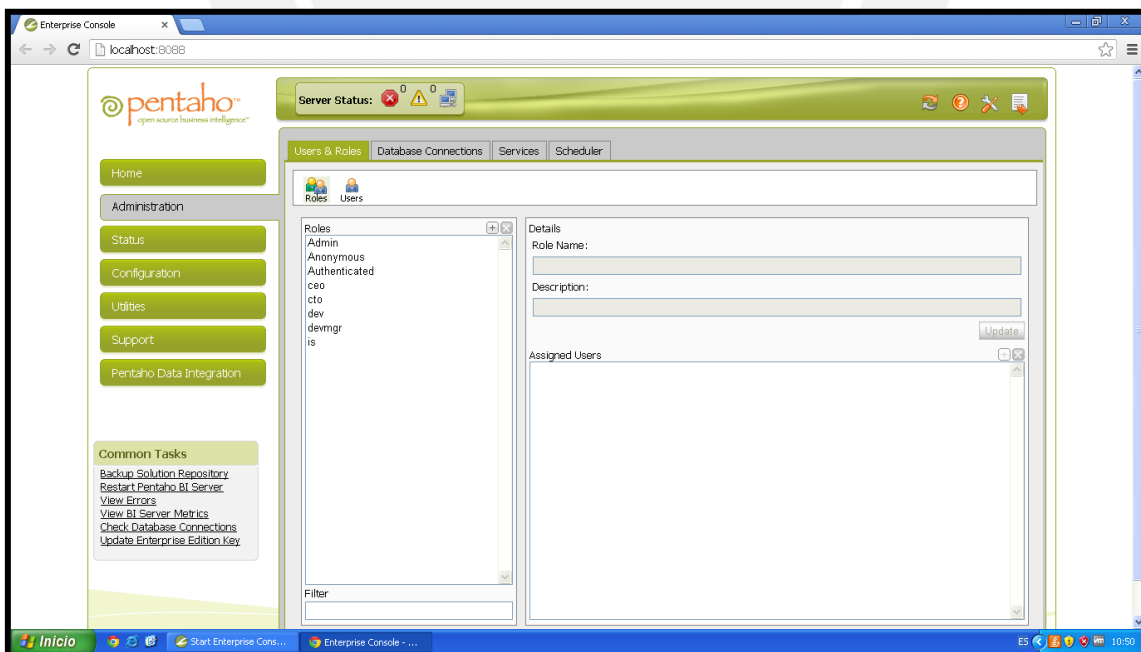 Enterprise Console
localhost:8088
pentaho™
open source business intelligence™
Server Status: 0 0
Users & Roles Database Connections Services Scheduler
Roles Users
Home
Administration
Status
Configuration
Utilities
Support
Pentaho Data Integration
Common Tasks
Backup Solution Repository
Restart Pentaho BI Server
View Errors
View BI Server Metrics
Check Database Connections
Update Enterprise Edition Key
Roles
Admin
Anonymous
Authenticated
ceo
cto
dev
devmgr
is
Filter
Details
Role Name:
Description:
Update
Assigned Users
Inicio
Start Enterprise Cons...
Enterprise Console - ...
ES
10:50